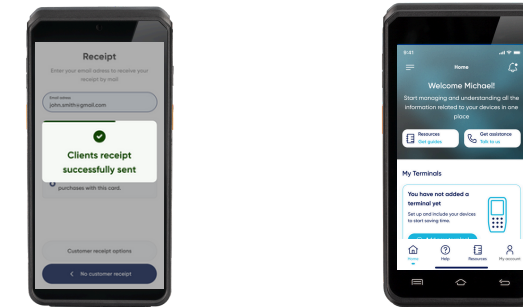 Receipt
Enter your email adress to receive your
receipt by mail
Email adress
john.smith@gmail.com
Clients receipt
successfully sent
purchases with this card.
Customer receipt options
No customer receipt
9:41
Home
Welcome Michael!
Start managing and understanding all the
information related to your devices in one
place
Resources
Get guides
Get assistance
Talk to us
My Terminals
You have not added a
terminal yet
Set up and include your devices
to start saving time.
Home
Help
Resources
My account